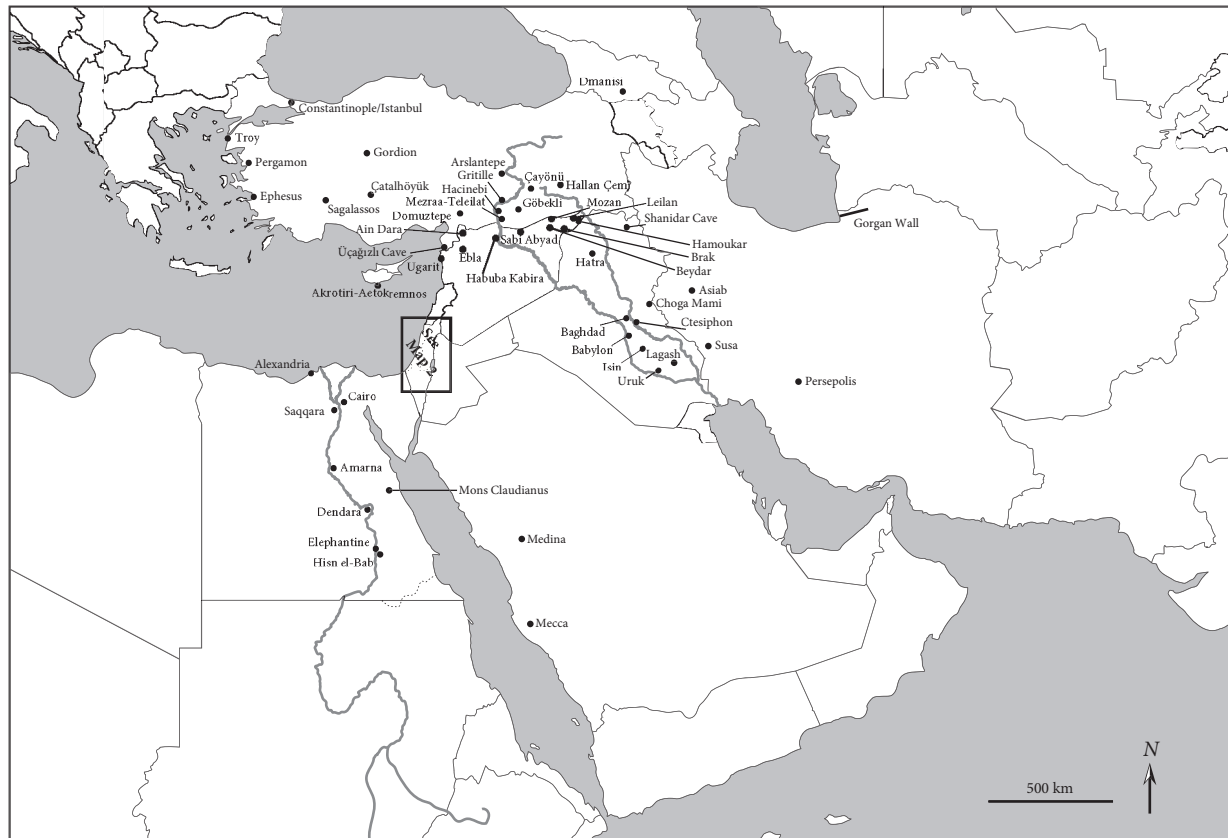 Dmanisi
Constantinople/Istanbul
Troy
Gordion
Pergamon
Arslantepe
Gritille
Çayönü
Hallan Çemi
Hacinebi
Çatalhöyük
Ephesus
Sagalassos
Mezraa-Teleilat
Göbekli
Mozan
Leilan
Domuztepe
Shanidar Cave
Gorgan Wall
Ain Dara
Sabi Abyad
Hamoukar
Üçağızlı Cave
Ebla
Brak
Ugarit
Hatra
Beydar
Habuba Kabira
Akrotiri-Aetokremnos
Asiab
Choga Mami
See
Map
Baghdad
Ctesiphon
Babylon
Susa
Isin
Lagash
Uruk
Alexandria
Persepolis
Cairo
Saqqara
Amarna
Mons Claudianus
Dendara
Elephantine
Medina
Hisn el-Bab
Mecca
N
500 km